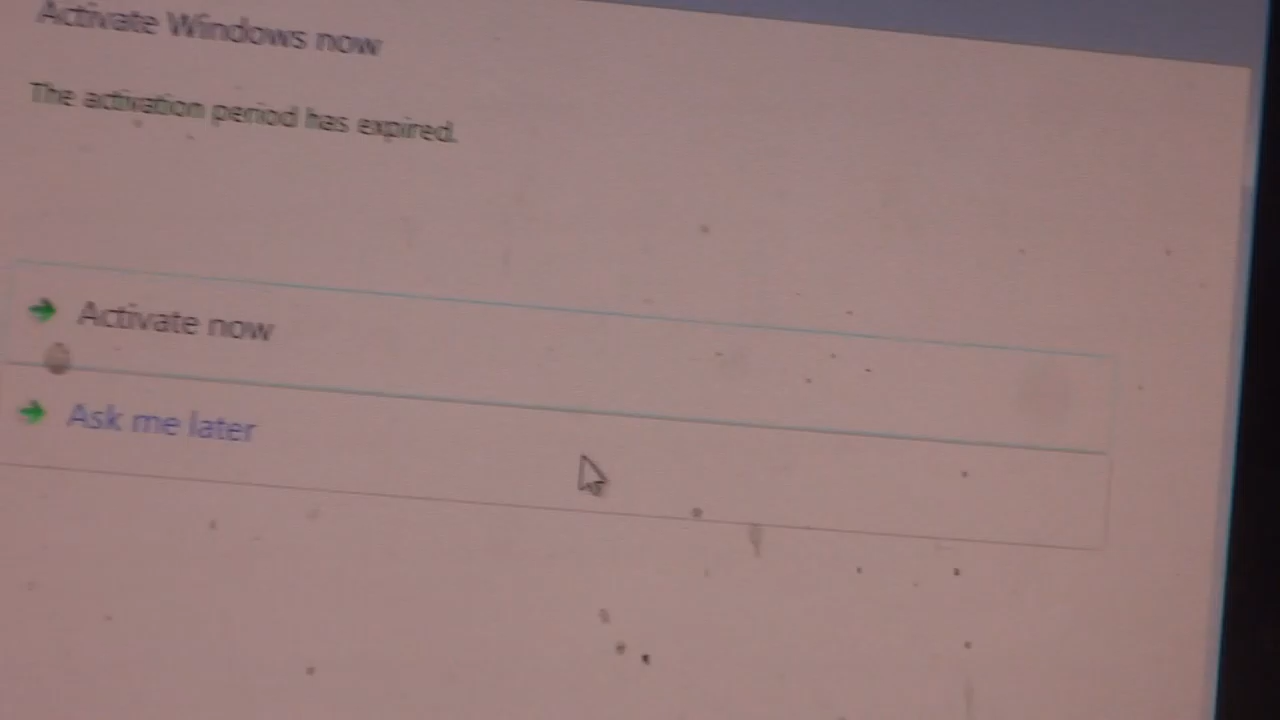 Activate Windows now
The activation period has expired.
Activate now
Ask me later